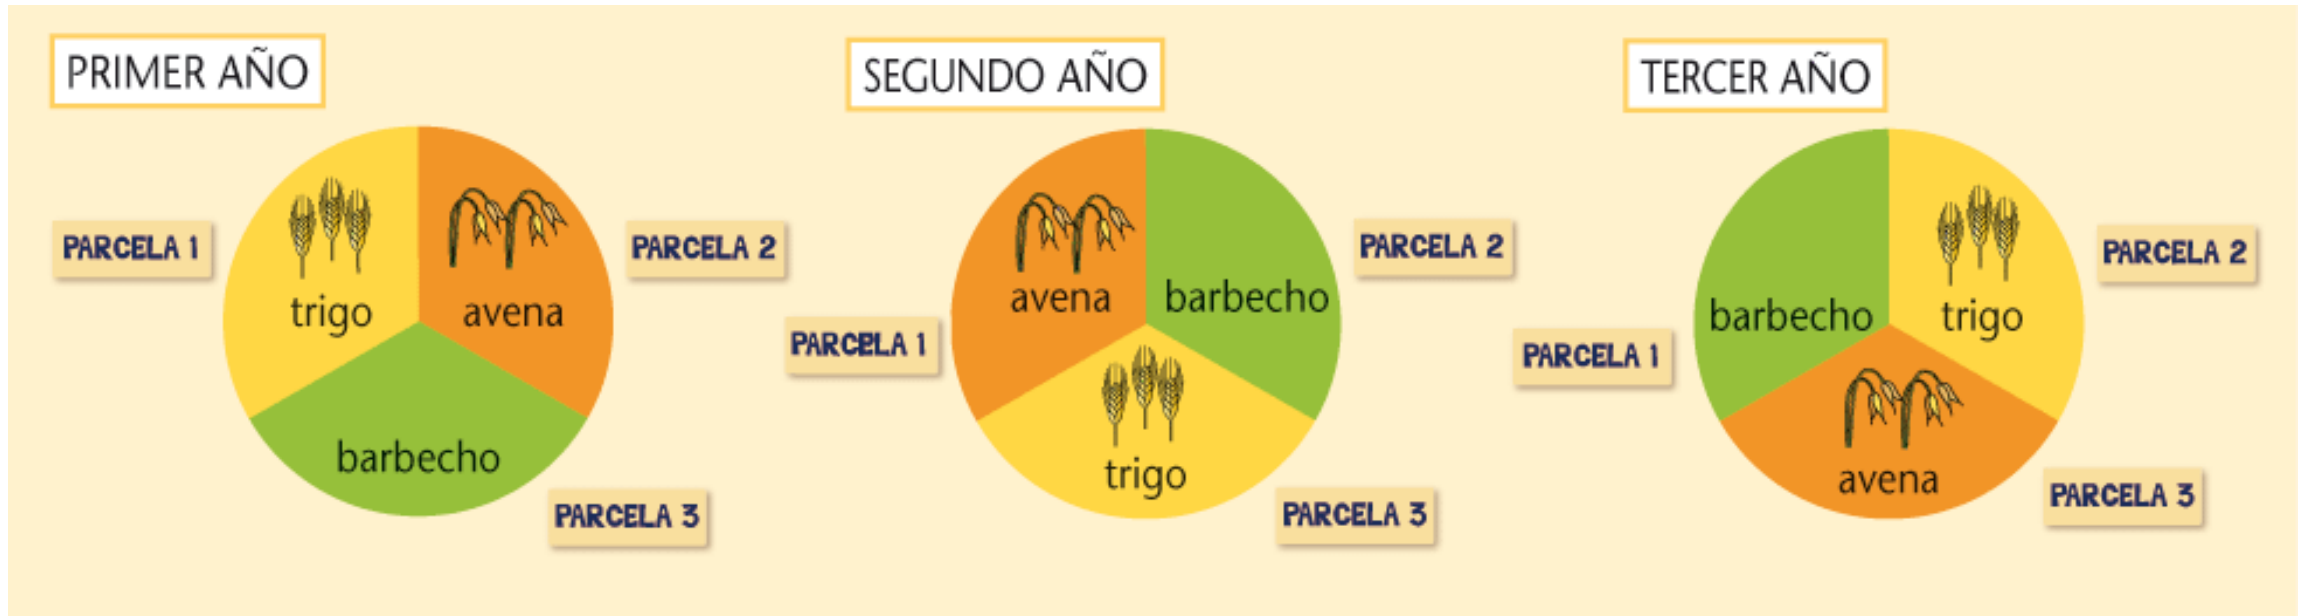 PRIMER AÑO
PARCELA 1
trigo
avena
PARCELA 2
barbecho
PARCELA 3
SEGUNDO AÑO
PARCELA 1
avena
barbecho
PARCELA 2
trigo
PARCELA 3
TERCER AÑO
PARCELA 1
barbecho
trigo
PARCELA 2
avena
PARCELA 3